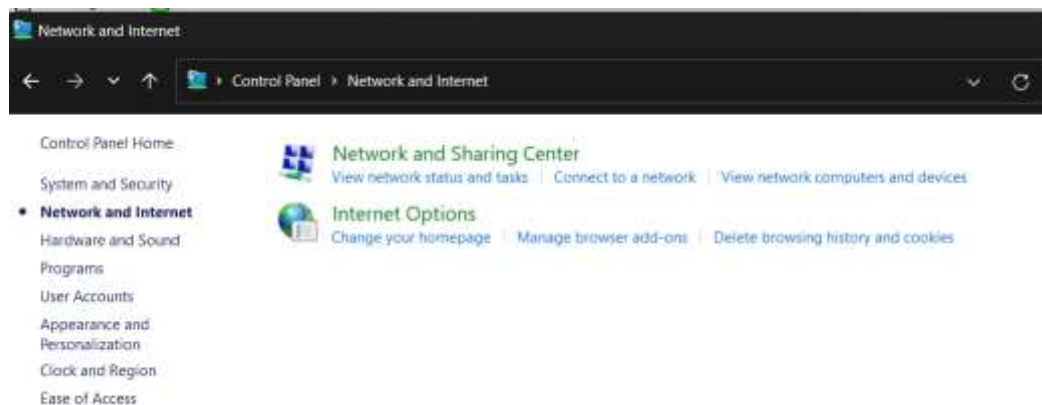 Network and Internet
Control Panel › Network and Internet
Control Panel Home
System and Security
Network and Internet
Hardware and Sound
Programs
User Accounts
Appearance and
Personalization
Clock and Region
Ease of Access
Network and Sharing Center
View network status and tasks | Connect to a network | View network computers and devices
Internet Options
Change your homepage | Manage browser add-ons | Delete browsing history and cookies